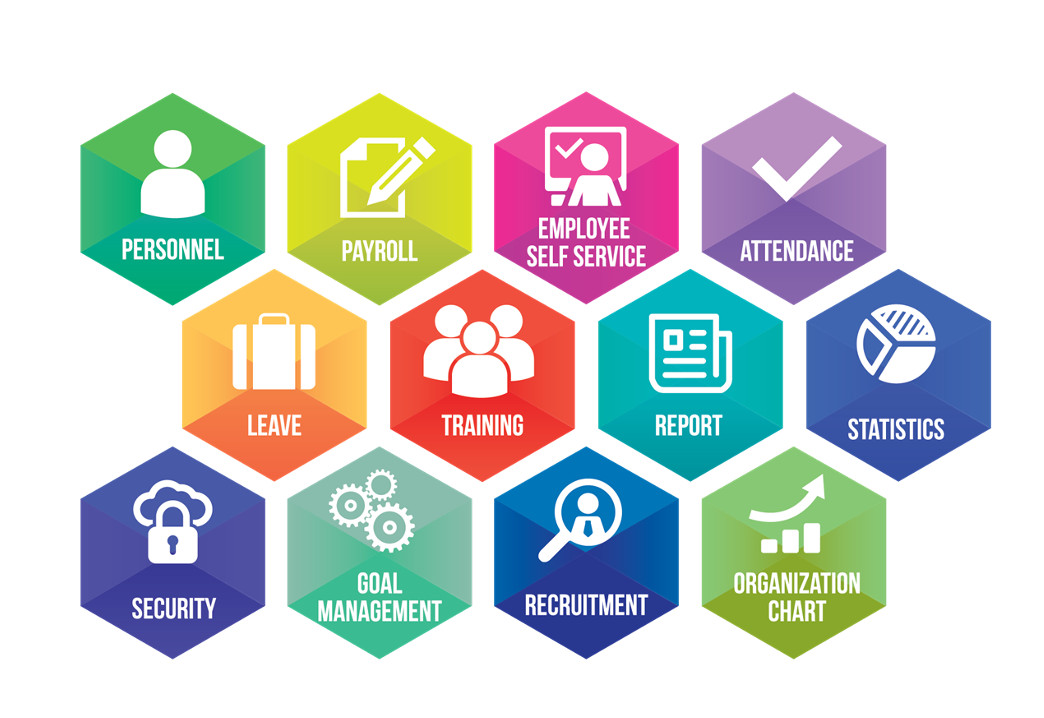 PERSONNEL
PAYROLL
EMPLOYEE
SELF SERVICE
ATTENDANCE
LEAVE
TRAINING
REPORT
STATISTICS
SECURITY
GOAL
MANAGEMENT
RECRUITMENT
ORGANIZATION
CHART